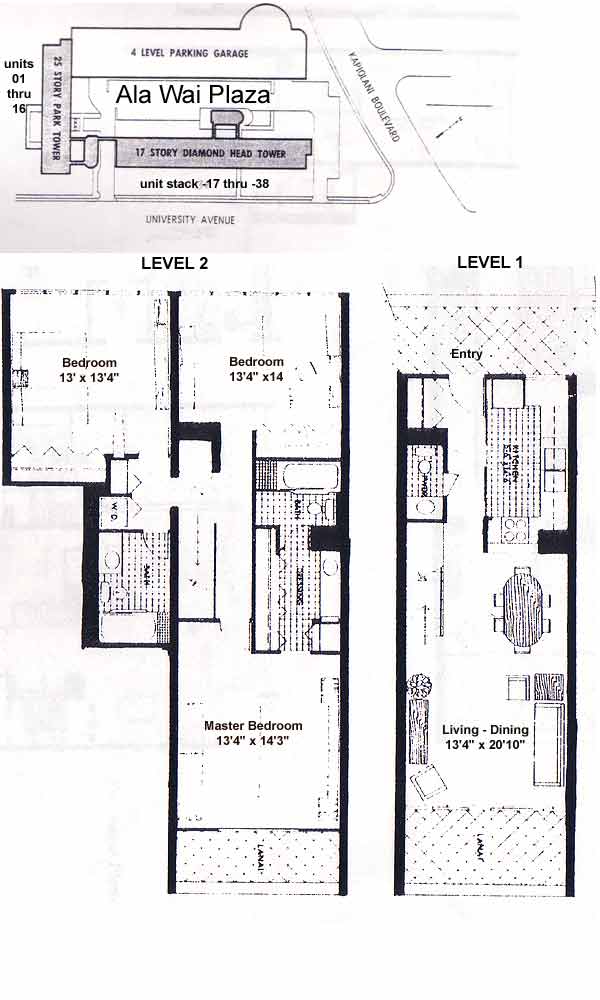 units
01
thru
16
4 LEVEL PARKING GARAGE
KAPIOLANI BOULEVARD
25 STORY PARK TOWER
Ala Wai Plaza
17 STORY DIAMOND HEAD TOWER
unit stack -17 thru -38
UNIVERSITY AVENUE
LEVEL 2
LEVEL 1
Entry
Bedroom
13' x 13'4"
Bedroom
13'4" x14
KITCHEN
W. D.
BATH
BATH
DRESSING
Master Bedroom
13'4" x 14'3"
Living - Dining
13'4" x 20'10"
LANAI
LANAI